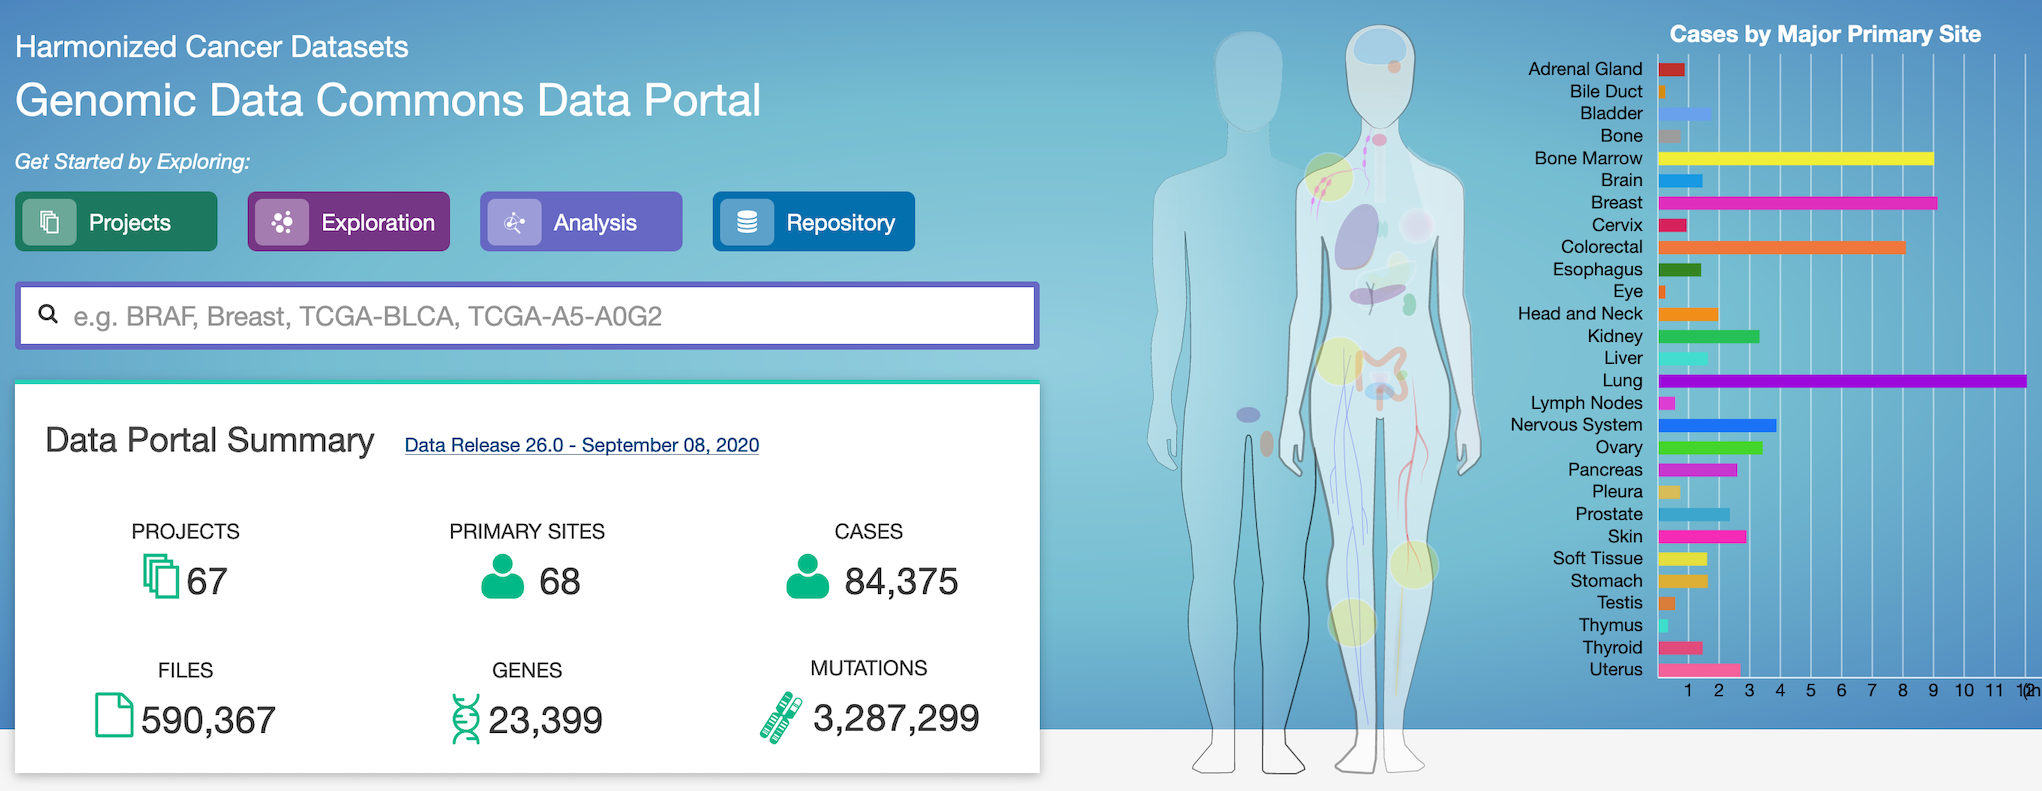 Harmonized Cancer Datasets
Genomic Data Commons Data Portal
Get Started by Exploring:
Projects
Exploration
Analysis
Repository
e.g. BRAF, Breast, TCGA-BLCA, TCGA-A5-A0G2
Data Portal Summary
Data Release 26.0 - September 08, 2020
PROJECTS
67
PRIMARY SITES
68
CASES
84,375
FILES
590,367
GENES
23,399
MUTATIONS
3,287,299
Cases by Major Primary Site
Adrenal Gland
Bile Duct
Bladder
Bone
Bone Marrow
Brain
Breast
Cervix
Colorectal
Esophagus
Eye
Head and Neck
Kidney
Liver
Lung
Lymph Nodes
Nervous System
Ovary
Pancreas
Pleura
Prostate
Skin
Soft Tissue
Stomach
Testis
Thymus
Thyroid
Uterus
1 2 3 4 5 6 7 8 9 10 11 12